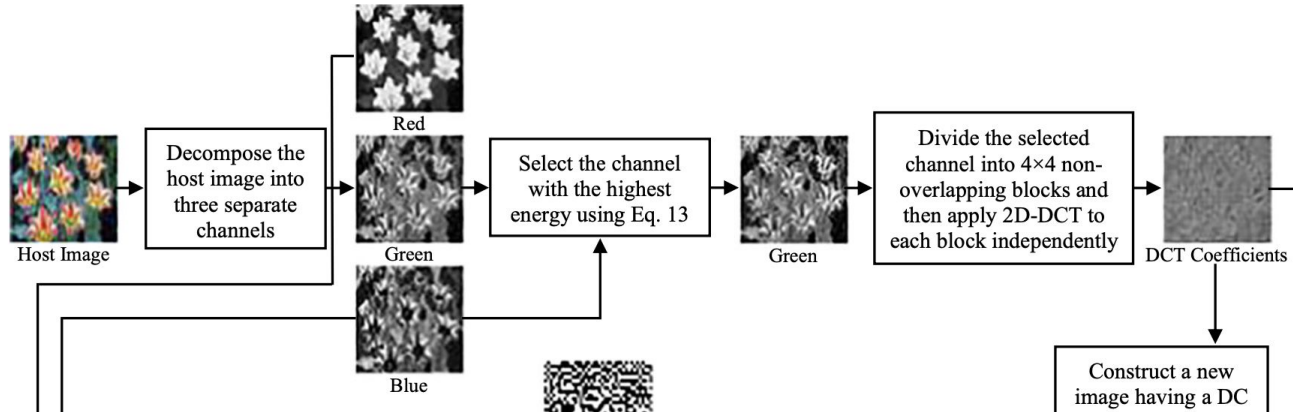 Red
Decompose the
host image into
three separate
channels
Host Image
Green
Select the channel
with the highest
energy using Eq. 13
Green
Divide the selected
channel into 4×4 non-
overlapping blocks and
then apply 2D-DCT to
each block independently
DCT Coefficients
Blue
Construct a new
image having a DC